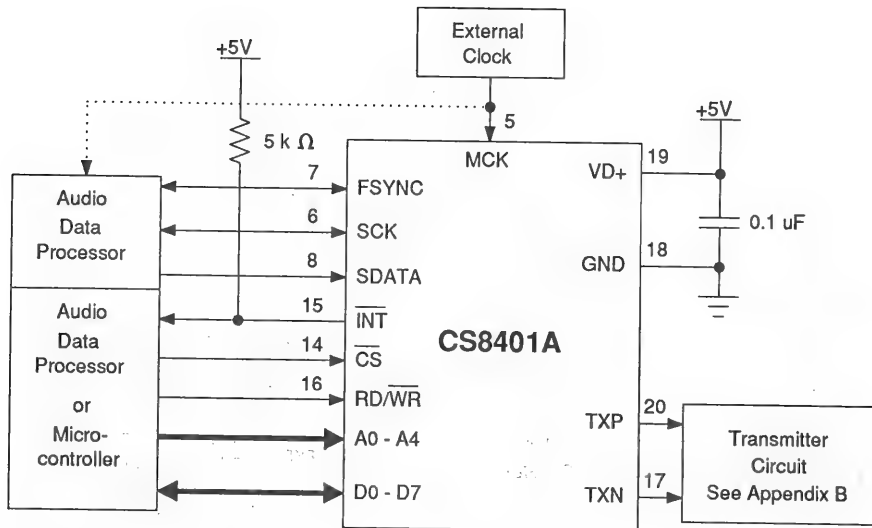 External
Clock
+5V
+5V
5
5 k Ω
MCK
19
VD+
7
FSYNC
Audio
Data
Processor
6
SCK
0.1 uF
8
SDATA
18
GND
15
INT
Audio
Data
Processor
or
Micro-
controller
CS8401A
14
CS
16
RD/WR
A0 - A4
D0 - D7
20
TXP
Transmitter
Circuit
See Appendix B
17
TXN